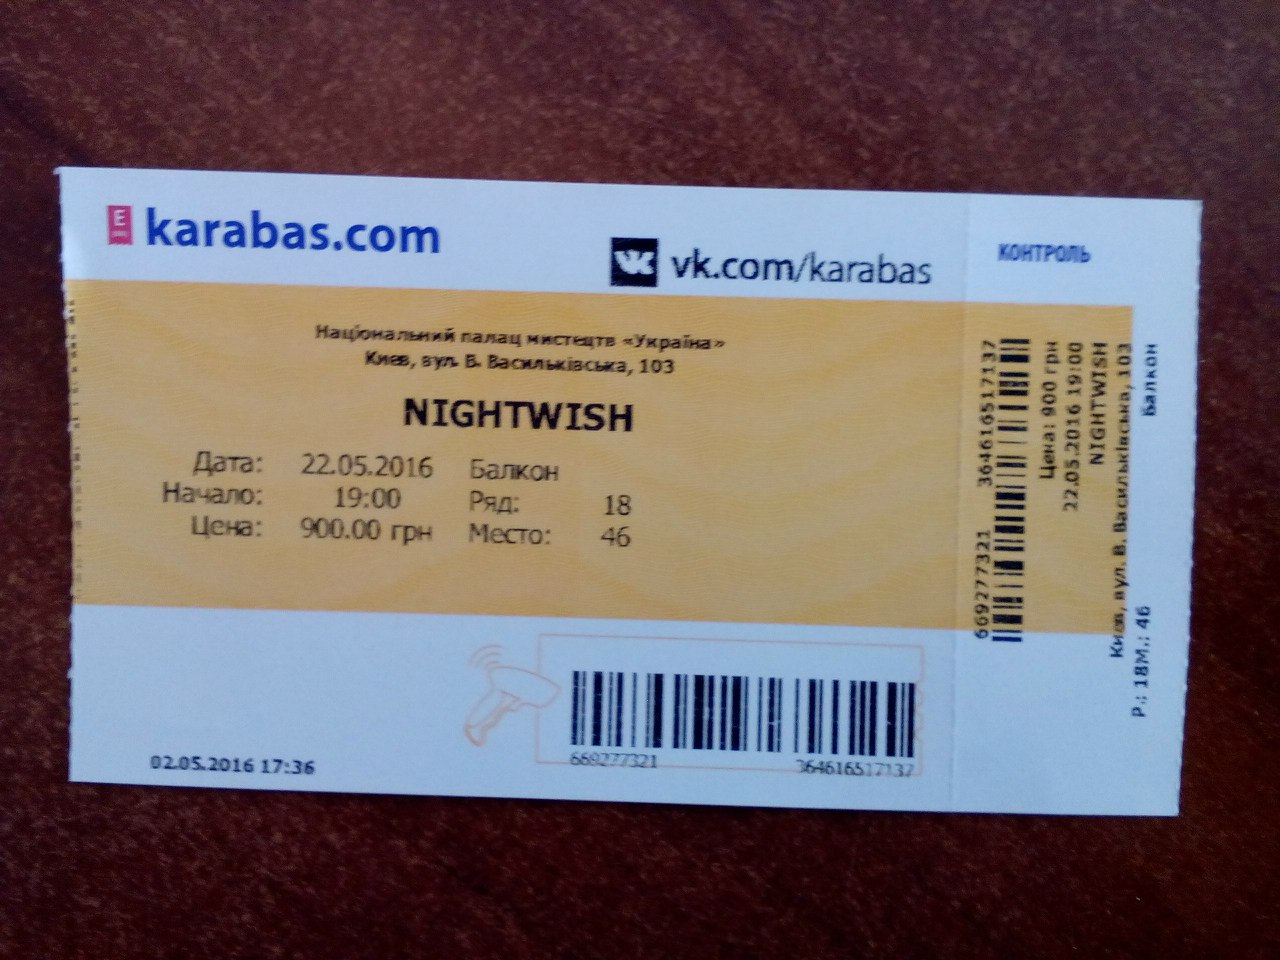 E karabas.com
vk.com/karabas
КОНТРОЛЬ
Національний палац мистецтв «Україна»
Киев, вул. В. Васильківська, 103
NIGHTWISH
Дата: 22.05.2016 Балкон
Начало: 19:00 Ряд: 18
Цена: 900.00 грн Место: 46
02.05.2016 17:36
669277321 364616517137
669277321 364616517137
Цена: 900 грн
22.05.2016 19:00
NIGHTWISH
Киев, вул. В. Васильківська, 103
Р.: 18М.: 46 Балкон